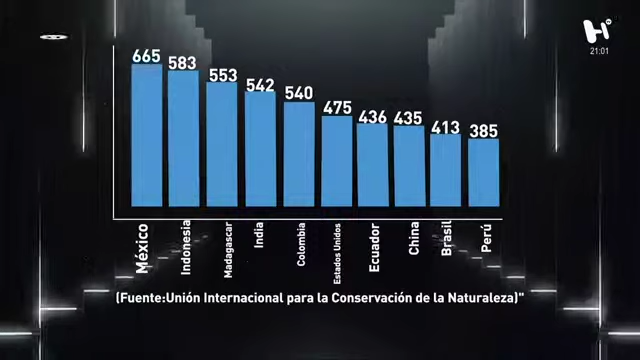 H
21:01
665
583
553
542
540
475
436
435
413
385
México
Indonesia
Madagascar
India
Colombia
Estados Unidos
Ecuador
China
Brasil
Perú
(Fuente:Unión Internacional para la Conservación de la Naturaleza)"